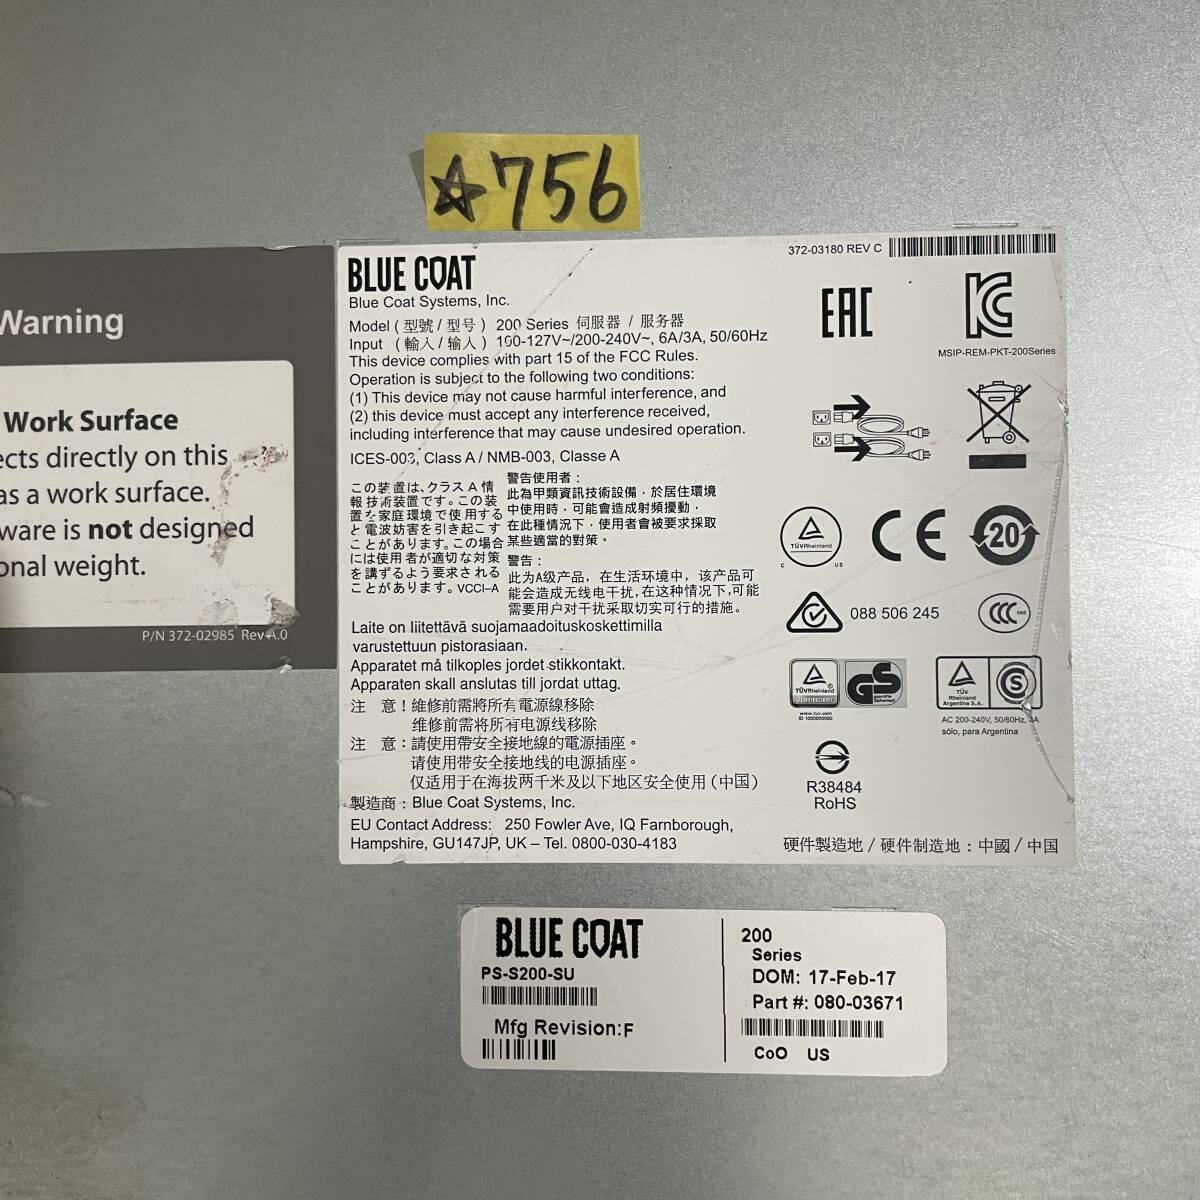 ☆756
Warning
Work Surface
ects directly on this
as a work surface.
ware is not designed
onal weight.
P/N 372-02985 Rev A.0
372-03180 REV C
BLUE COAT
Blue Coat Systems, Inc.
Model (型號/型号) 200 Series 伺服器 / 服务器
Input (輸入/输入) 100-127V~/200-240V~, 6A/3A, 50/60Hz
This device complies with part 15 of the FCC Rules.
Operation is subject to the following two conditions:
(1) This device may not cause harmful interference, and
(2) this device must accept any interference received,
including interference that may cause undesired operation.
ICES-003, Class A / NMB-003, Classe A
この装置は、クラスA情
報技術装置です。この装
置を家庭環境で使用する
と電波妨害を引き起こす
ことがあります。この場合
には使用者が適切な対策
を講ずるよう要求される
ことがあります。VCCI-A
警告使用者：
此為甲類資訊技術設備，於居住環境
中使用時，可能會造成射頻擾動，
在此種情況下，使用者會被要求採取
某些適當的對策。
警告：
此为A级产品，在生活环境中，该产品可
能会造成无线电干扰，在这种情况下，可能
需要用户对干扰采取切实可行的措施。
Laite on liitettävä suojamaadoituskoskettimilla
varustettuun pistorasiaan.
Apparatet må tilkoples jordet stikkontakt.
Apparaten skall anslutas till jordat uttag.
注 意！維修前需將所有電源線移除
维修前需将所有电源线移除
注 意：請使用帶安全接地線的電源插座。
请使用带安全接地线的电源插座。
仅适用于在海拔两千米及以下地区安全使用(中国)
製造商：Blue Coat Systems, Inc.
EU Contact Address: 250 Fowler Ave, IQ Farnborough,
Hampshire, GU147JP, UK – Tel. 0800-030-4183
EAC
KC
MSIP-REM-PKT-200Series
TÜVRheinland
C US
CE
20
088 506 245
CCC
TÜVRheinland
CERTIFIED
www.tuv.com
ID 1000000000
GS
geprüfte
Sicherheit
TÜV
Rheinland
Argentina S.A.
S
AC 200-240V, 50/60Hz, 3A
sólo, para Argentina
R38484
RoHS
硬件製造地 / 硬件制造地：中國 / 中国
BLUE COAT
PS-S200-SU
Mfg Revision:F
200
Series
DOM: 17-Feb-17
Part #: 080-03671
CoO US